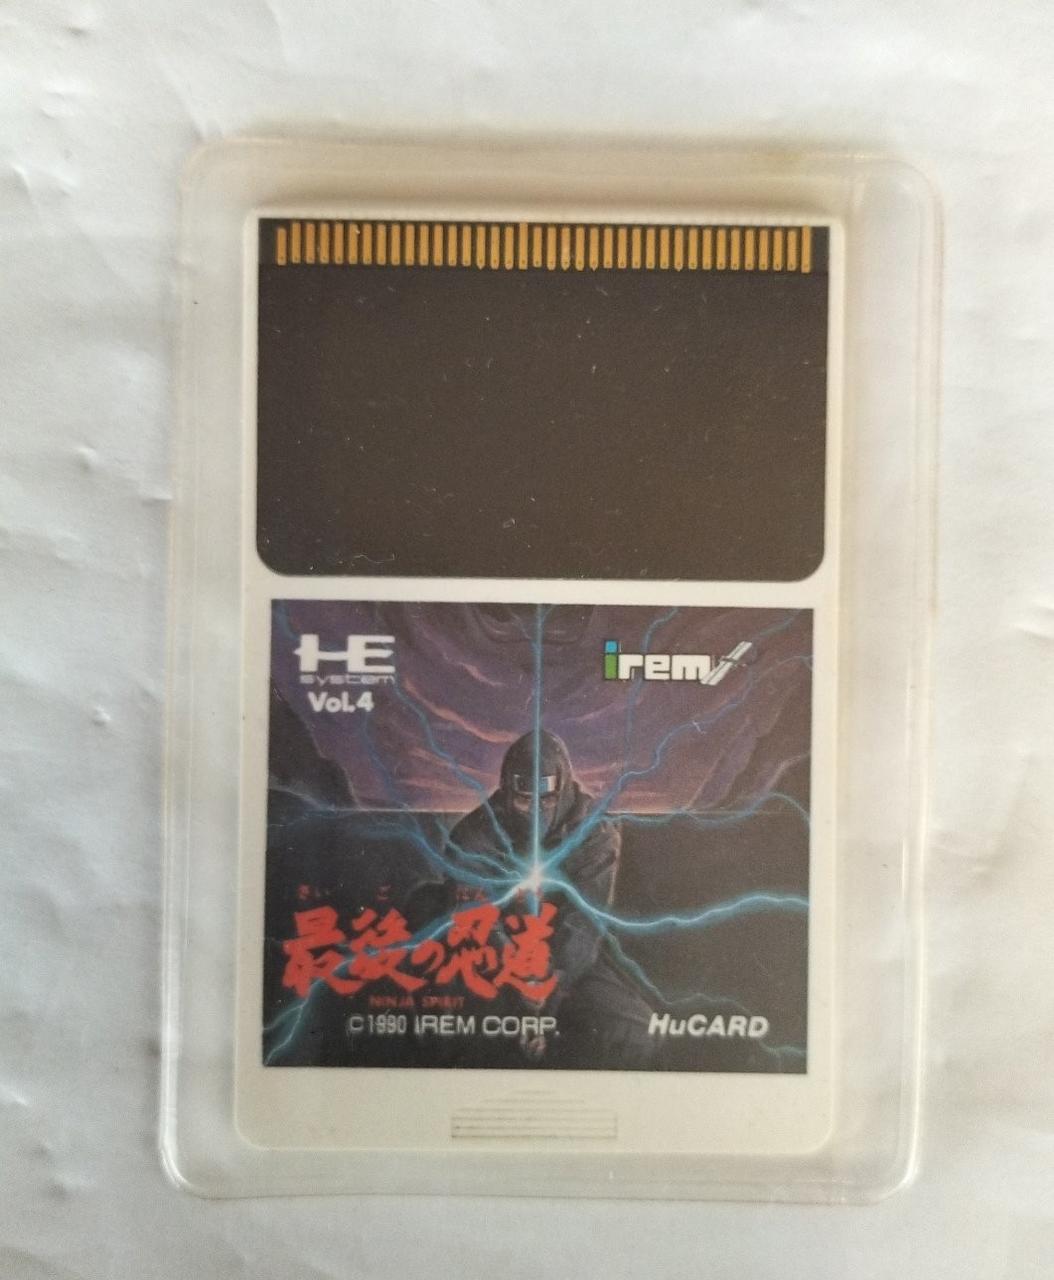 HE
system
Vol.4
irem
さいごのにんどう
最後の忍道
NINJA SPIRIT
©1990 IREM CORP.
HuCARD